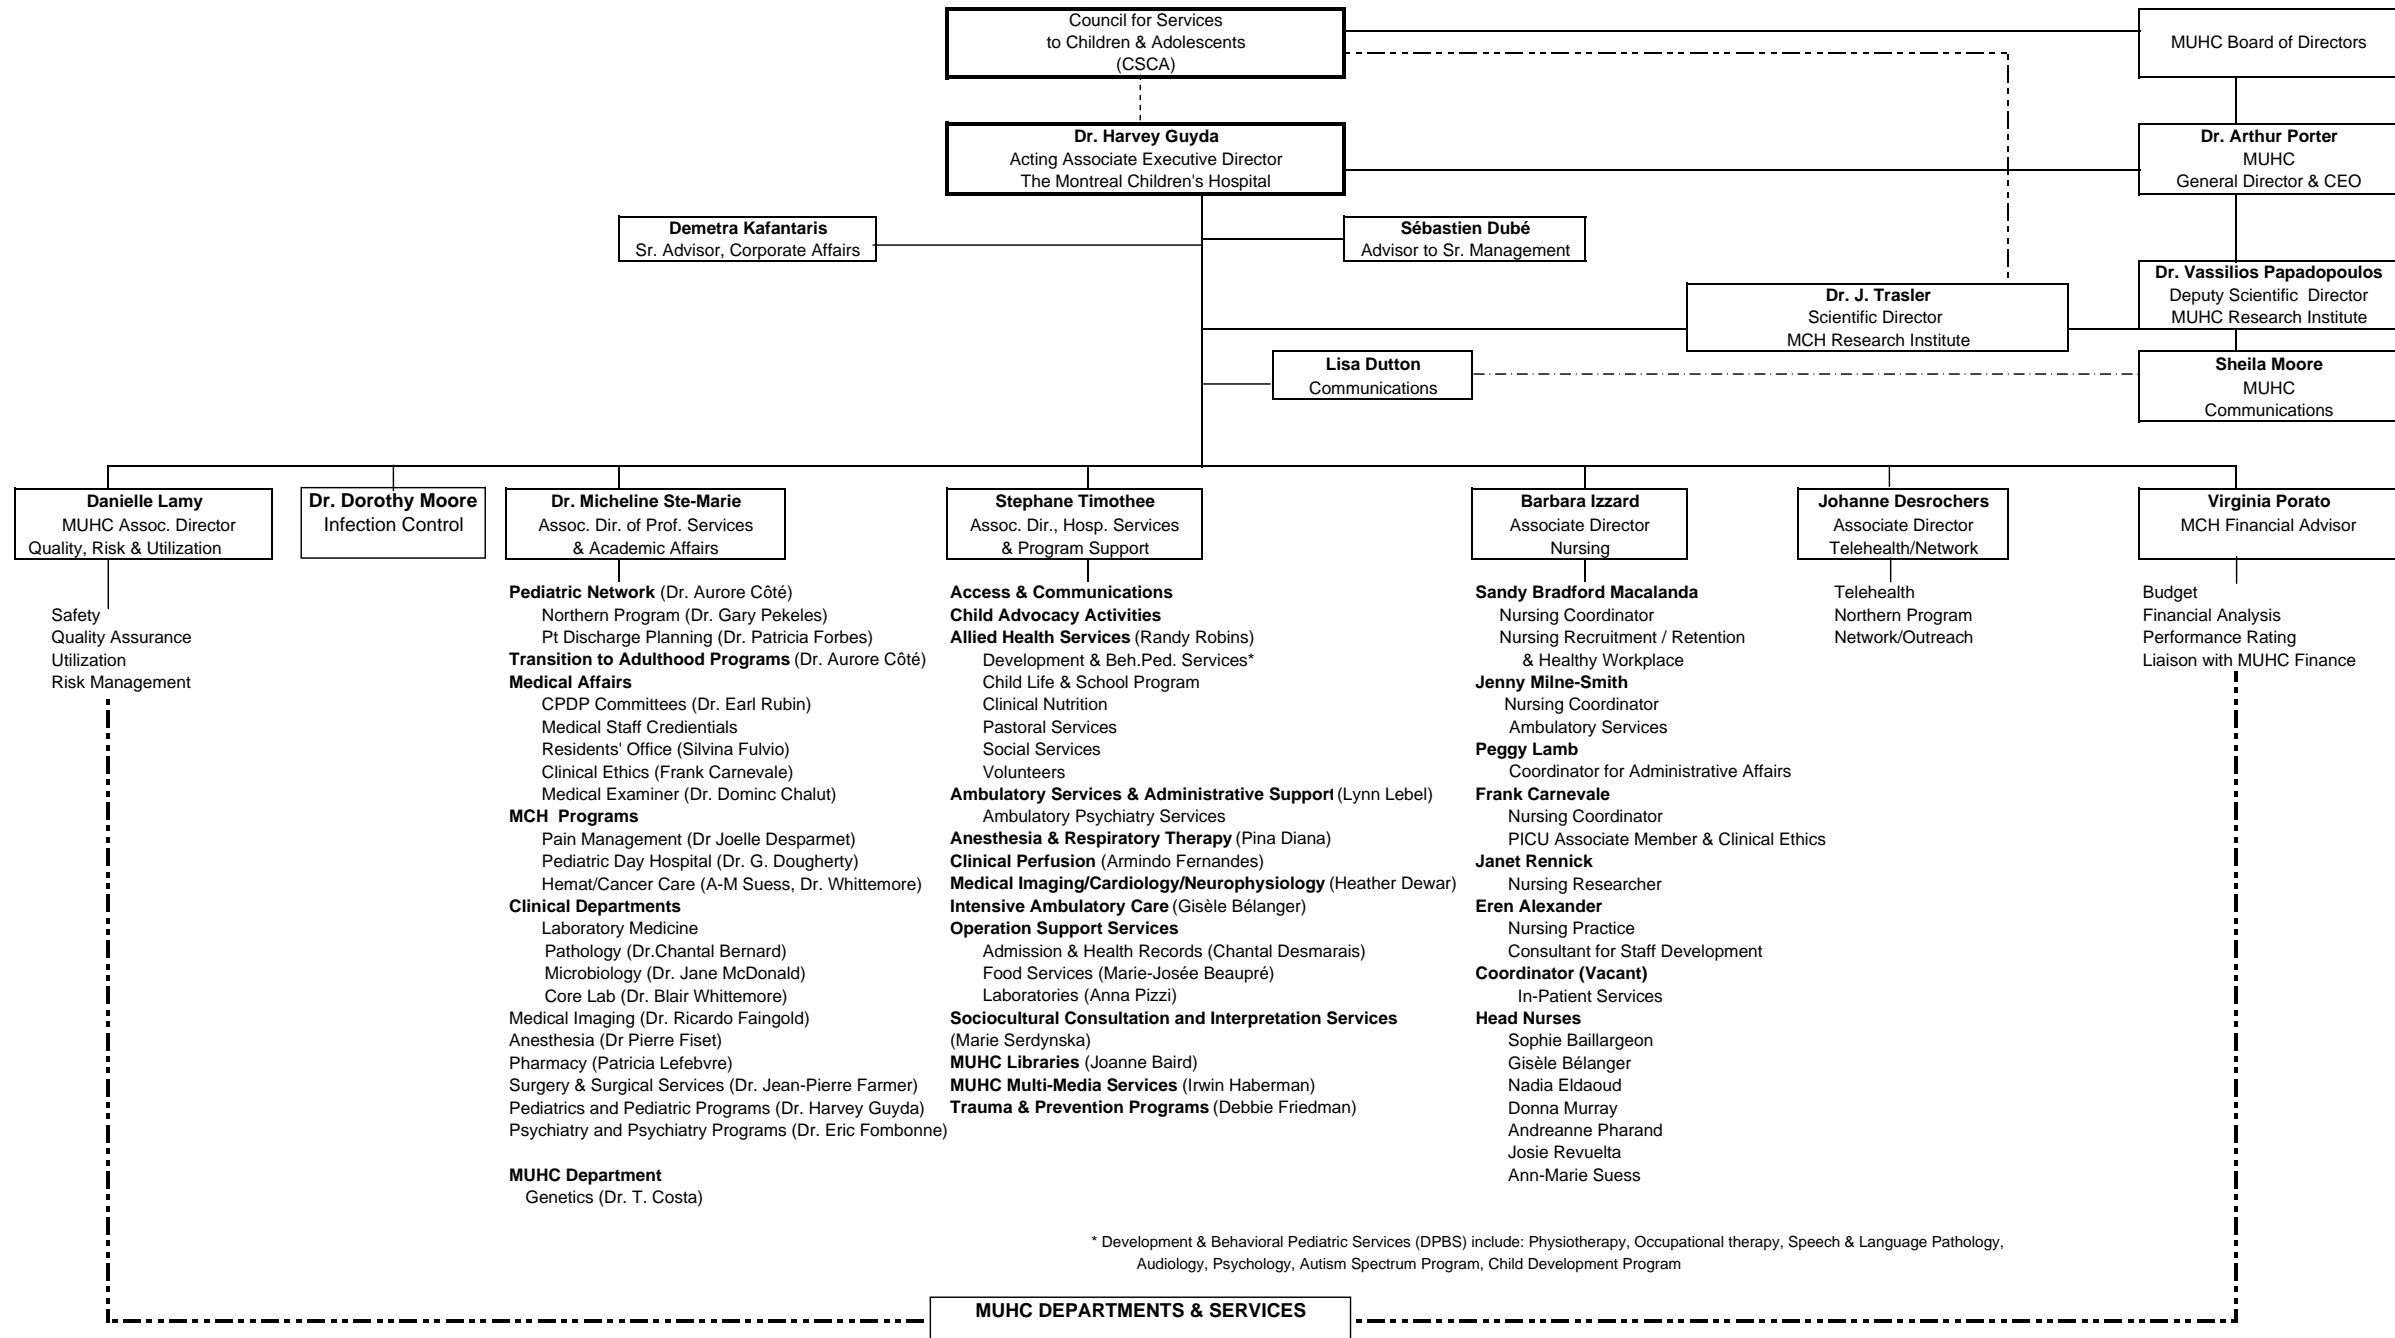 Council for Services
to Children & Adolescents
(CSCA)
MUHC Board of Directors
Dr. Harvey Guyda
Acting Associate Executive Director
The Montreal Children's Hospital
Dr. Arthur Porter
MUHC
General Director & CEO
Demetra Kafantaris
Sr. Advisor, Corporate Affairs
Sébastien Dubé
Advisor to Sr. Management
Dr. Vassilios Papadopoulos
Deputy Scientific Director
MUHC Research Institute
Dr. J. Trasler
Scientific Director
MCH Research Institute
Lisa Dutton
Communications
Sheila Moore
MUHC
Communications
Danielle Lamy
MUHC Assoc. Director
Quality, Risk & Utilization
Safety
Quality Assurance
Utilization
Risk Management
Dr. Dorothy Moore
Infection Control
Dr. Micheline Ste-Marie
Assoc. Dir. of Prof. Services
& Academic Affairs
Pediatric Network (Dr. Aurore Côté)
Northern Program (Dr. Gary Pekeles)
Pt Discharge Planning (Dr. Patricia Forbes)
Transition to Adulthood Programs (Dr. Aurore Côté)
Medical Affairs
CPDP Committees (Dr. Earl Rubin)
Medical Staff Credentials
Residents' Office (Silvina Fulvio)
Clinical Ethics (Frank Carnevale)
Medical Examiner (Dr. Dominc Chalut)
MCH Programs
Pain Management (Dr Joelle Desparmet)
Pediatric Day Hospital (Dr. G. Dougherty)
Hemat/Cancer Care (A-M Suess, Dr. Whittemore)
Clinical Departments
Laboratory Medicine
Pathology (Dr.Chantal Bernard)
Microbiology (Dr. Jane McDonald)
Core Lab (Dr. Blair Whittemore)
Medical Imaging (Dr. Ricardo Faingold)
Anesthesia (Dr Pierre Fiset)
Pharmacy (Patricia Lefebvre)
Surgery & Surgical Services (Dr. Jean-Pierre Farmer)
Pediatrics and Pediatric Programs (Dr. Harvey Guyda)
Psychiatry and Psychiatry Programs (Dr. Eric Fombonne)
MUHC Department
Genetics (Dr. T. Costa)
Stephane Timothee
Assoc. Dir., Hosp. Services
& Program Support
Access & Communications
Child Advocacy Activities
Allied Health Services (Randy Robins)
Development & Beh.Ped. Services*
Child Life & School Program
Clinical Nutrition
Pastoral Services
Social Services
Volunteers
Ambulatory Services & Administrative Support (Lynn Lebel)
Ambulatory Psychiatry Services
Anesthesia & Respiratory Therapy (Pina Diana)
Clinical Perfusion (Armindo Fernandes)
Medical Imaging/Cardiology/Neurophysiology (Heather Dewar)
Intensive Ambulatory Care (Gisèle Bélanger)
Operation Support Services
Admission & Health Records (Chantal Desmarais)
Food Services (Marie-Josée Beaupré)
Laboratories (Anna Pizzi)
Sociocultural Consultation and Interpretation Services
(Marie Serdynska)
MUHC Libraries (Joanne Baird)
MUHC Multi-Media Services (Irwin Haberman)
Trauma & Prevention Programs (Debbie Friedman)
Barbara Izzard
Associate Director
Nursing
Sandy Bradford Macalanda
Nursing Coordinator
Nursing Recruitment / Retention
& Healthy Workplace
Jenny Milne-Smith
Nursing Coordinator
Ambulatory Services
Peggy Lamb
Coordinator for Administrative Affairs
Frank Carnevale
Nursing Coordinator
PICU Associate Member & Clinical Ethics
Janet Rennick
Nursing Researcher
Eren Alexander
Nursing Practice
Consultant for Staff Development
Coordinator (Vacant)
In-Patient Services
Head Nurses
Sophie Baillargeon
Gisèle Bélanger
Nadia Eldaoud
Donna Murray
Andreanne Pharand
Josie Revuelta
Ann-Marie Suess
Johanne Desrochers
Associate Director
Telehealth/Network
Telehealth
Northern Program
Network/Outreach
Virginia Porato
MCH Financial Advisor
Budget
Financial Analysis
Performance Rating
Liaison with MUHC Finance
* Development & Behavioral Pediatric Services (DPBS) include: Physiotherapy, Occupational therapy, Speech & Language Pathology,
Audiology, Psychology, Autism Spectrum Program, Child Development Program
MUHC DEPARTMENTS & SERVICES